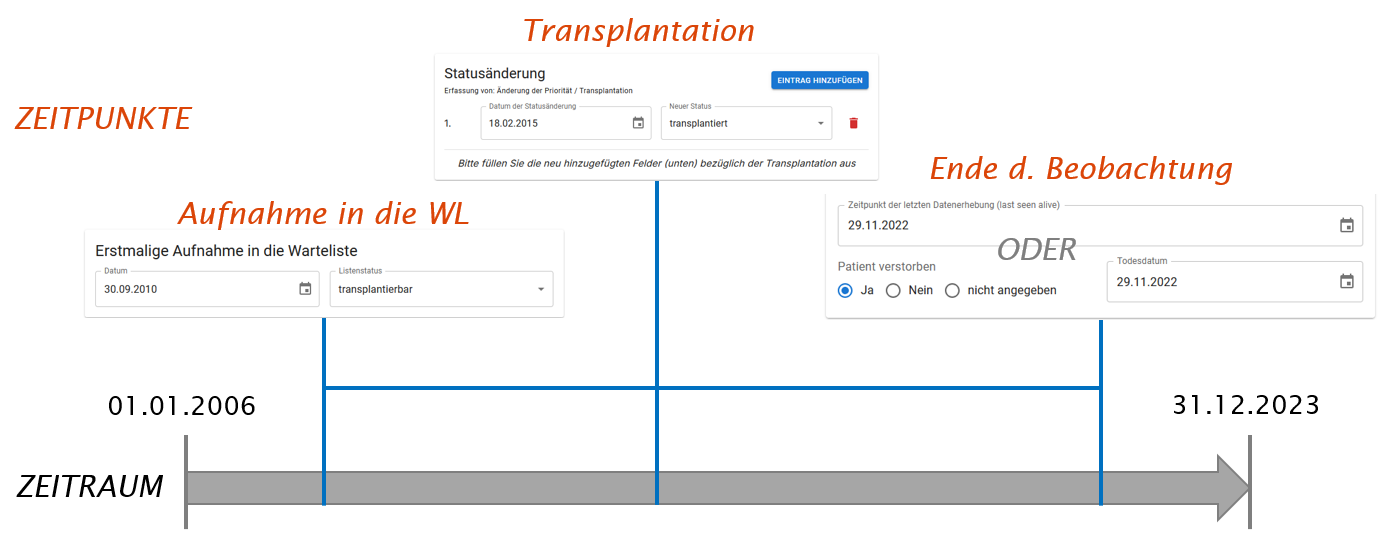 Transplantation
Statusänderung
EINTRAG HINZUFÜGEN
Erfassung von: Änderung der Priorität / Transplantation
ZEITPUNKTE
Datum der Statusänderung
Neuer Status
1.
18.02.2015
transplantiert
Bitte füllen Sie die neu hinzugefügten Felder (unten) bezüglich der Transplantation aus
Ende d. Beobachtung
Aufnahme in die WL
Zeitpunkt der letzten Datenerhebung (last seen alive)
29.11.2022
ODER
Patient verstorben
Ja
Nein
nicht angegeben
Todesdatum
29.11.2022
Erstmalige Aufnahme in die Warteliste
Datum
Listenstatus
30.09.2010
transplantierbar
01.01.2006
31.12.2023
ZEITRAUM